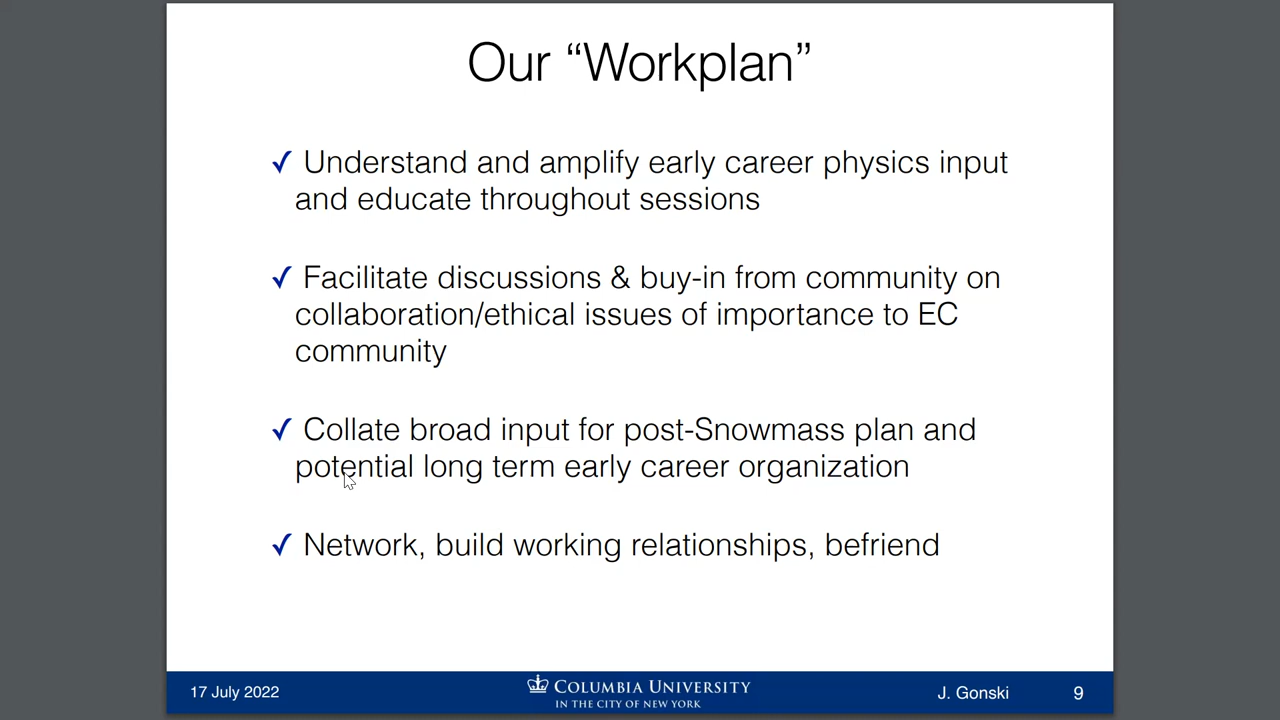 Our “Workplan”
✓ Understand and amplify early career physics input
and educate throughout sessions
✓ Facilitate discussions & buy-in from community on
collaboration/ethical issues of importance to EC
community
✓ Collate broad input for post-Snowmass plan and
potential long term early career organization
✓ Network, build working relationships, befriend
17 July 2022
COLUMBIA UNIVERSITY
IN THE CITY OF NEW YORK
J. Gonski
9